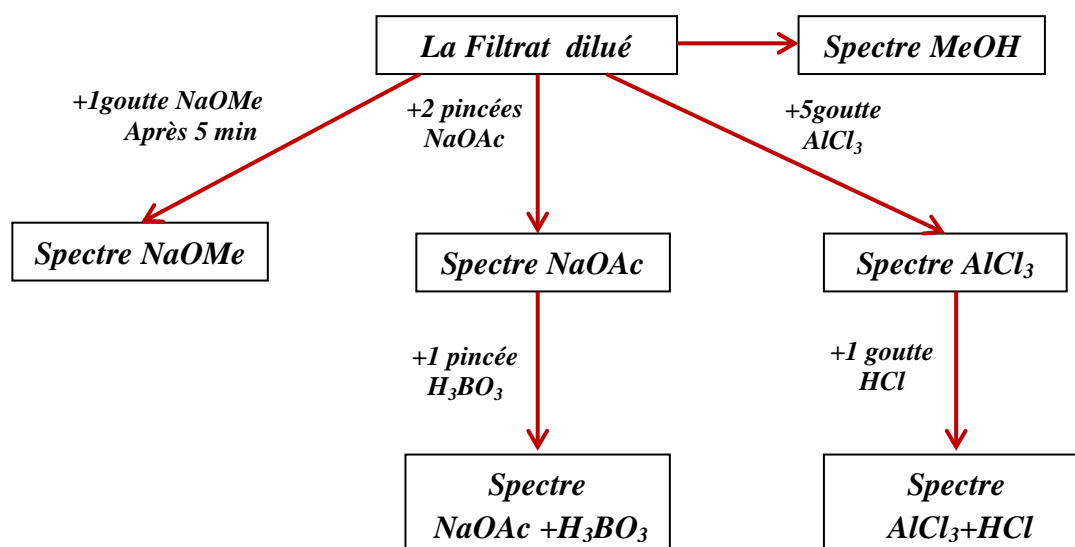 La Filtrat dilué
Spectre MeOH
+1goutte NaOMe
Après 5 min
+2 pincées
NaOAc
+5goutte
AlCl₃
Spectre NaOMe
Spectre NaOAc
Spectre AlCl₃
+1 pincée
H₃BO₃
+1 goutte
HCl
Spectre
NaOAc +H₃BO₃
Spectre
AlCl₃+HCl